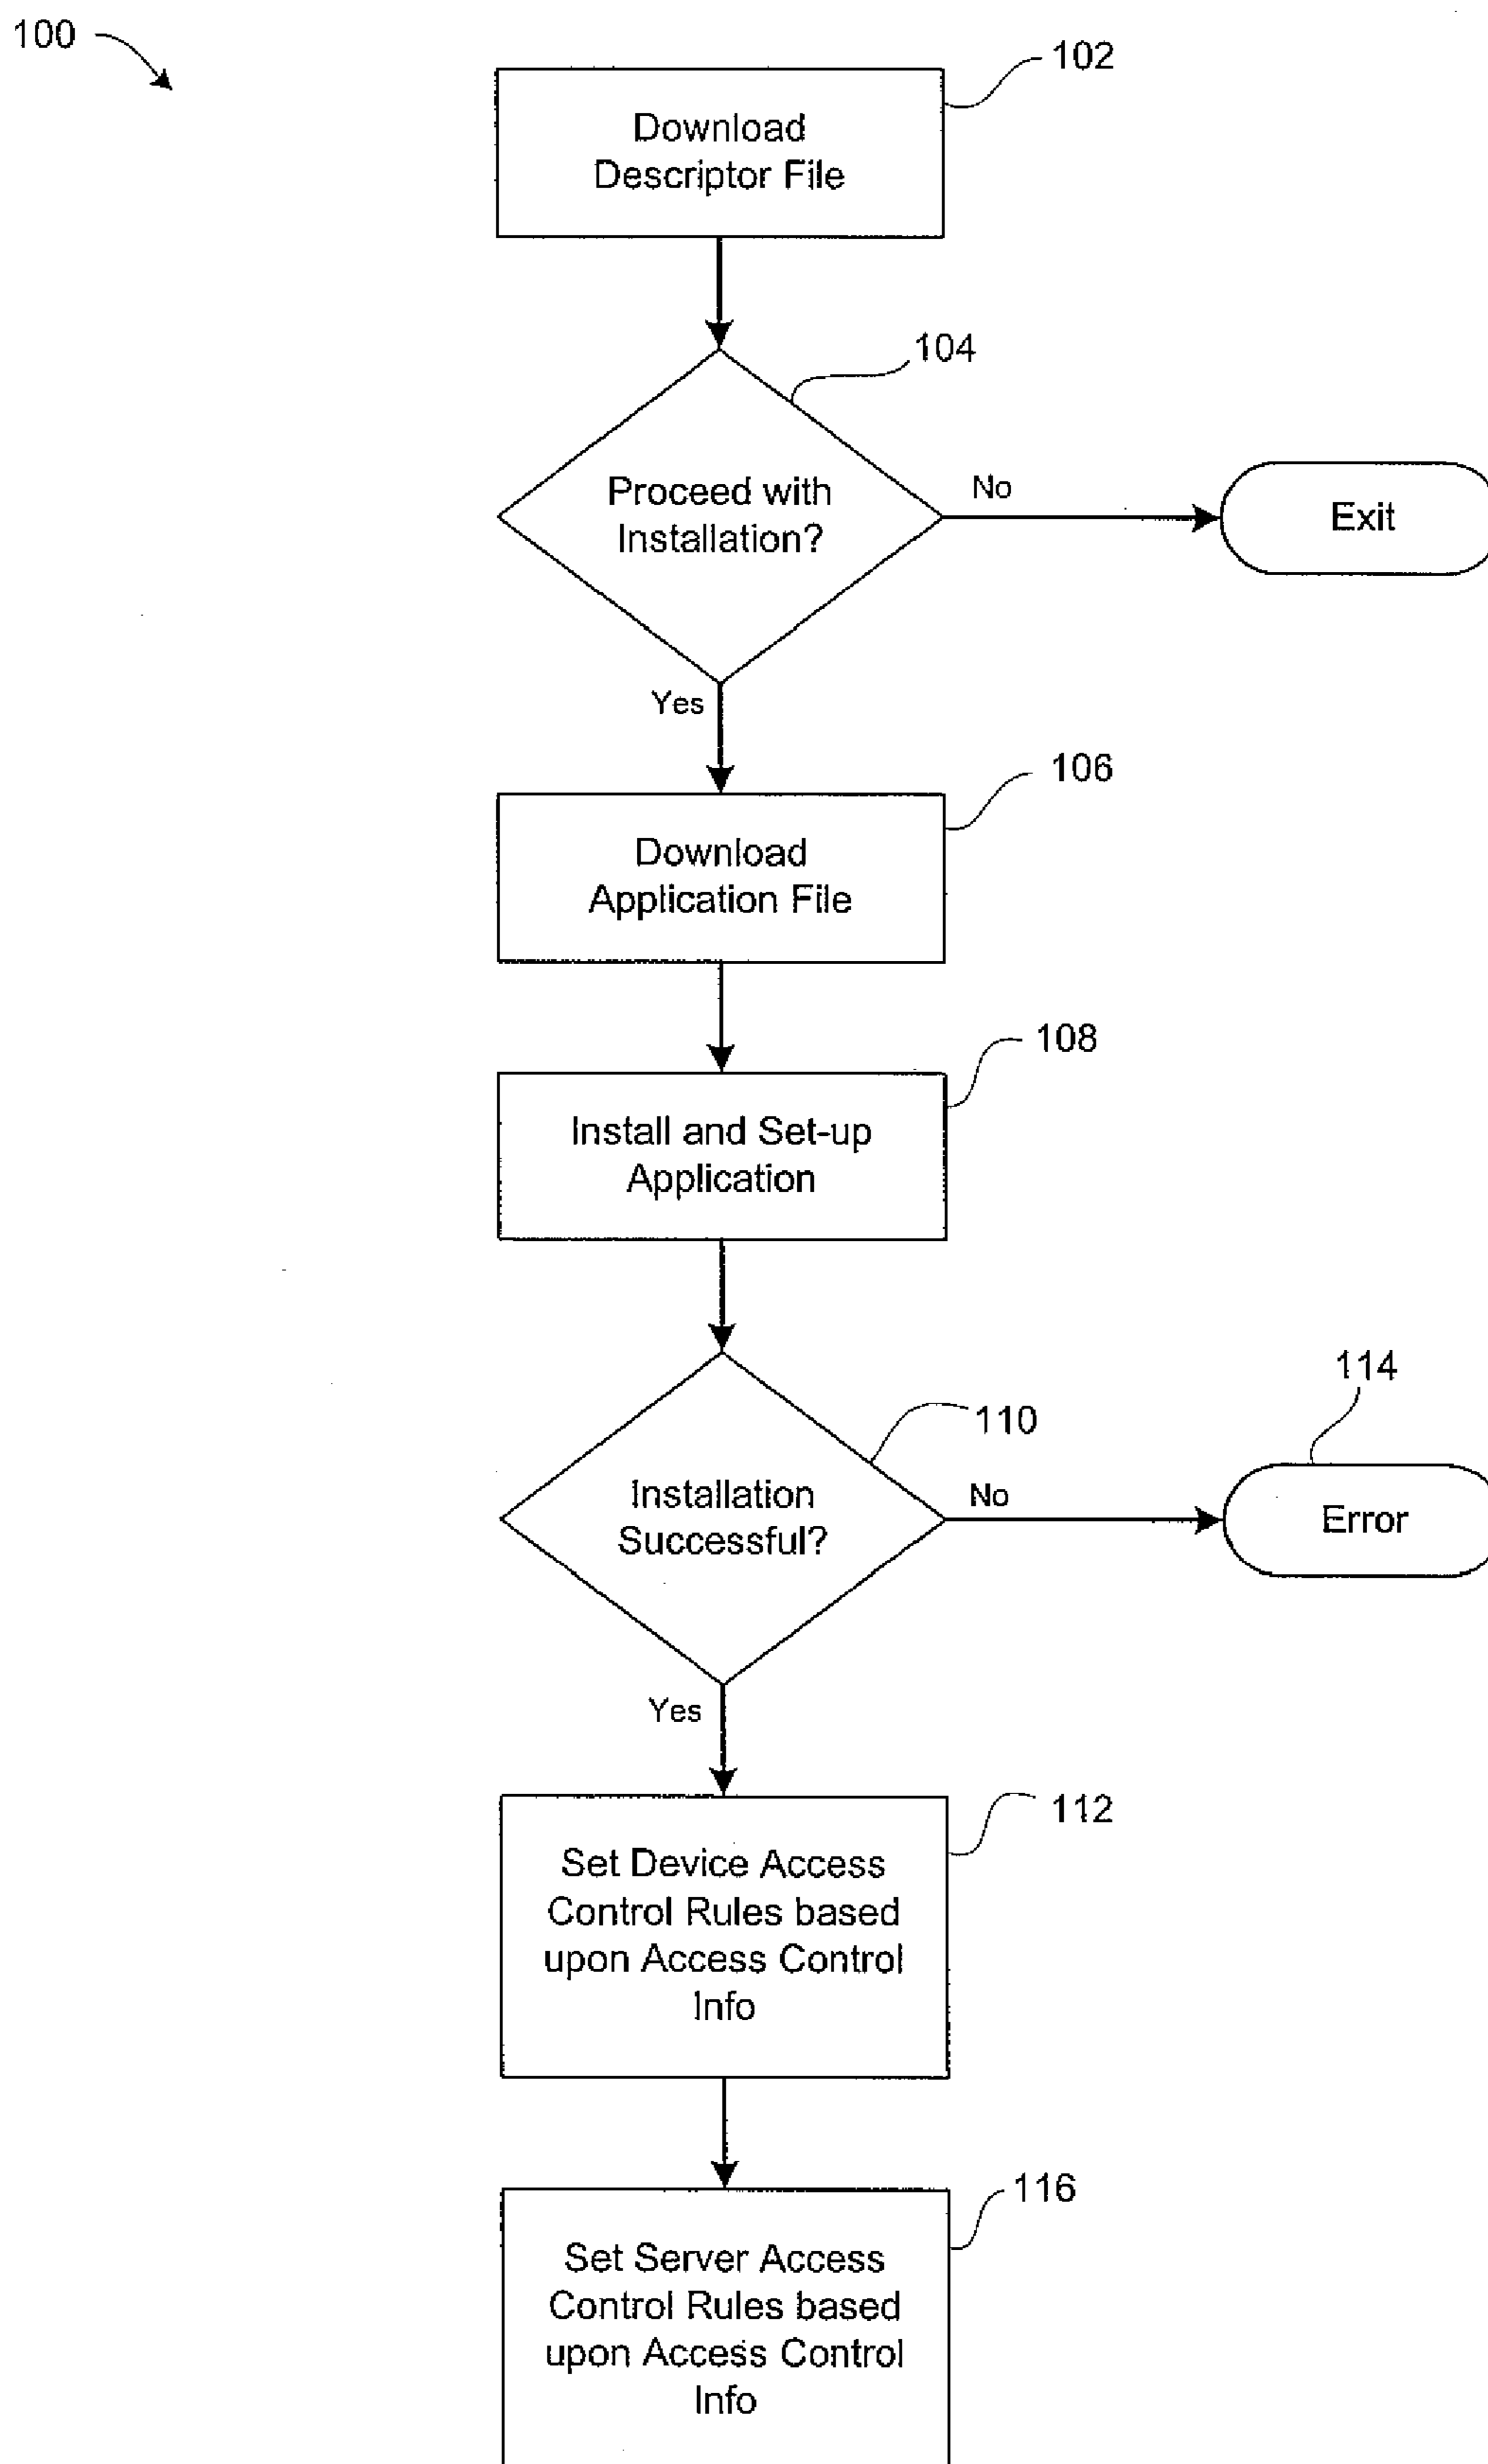 100
102
Download
Descriptor File
104
Proceed with
Installation?
No
Exit
Yes
106
Download
Application File
108
Install and Set-up
Application
110
114
Installation
Successful?
No
Error
Yes
112
Set Device Access
Control Rules based
upon Access Control
Info
116
Set Server Access
Control Rules based
upon Access Control
Info